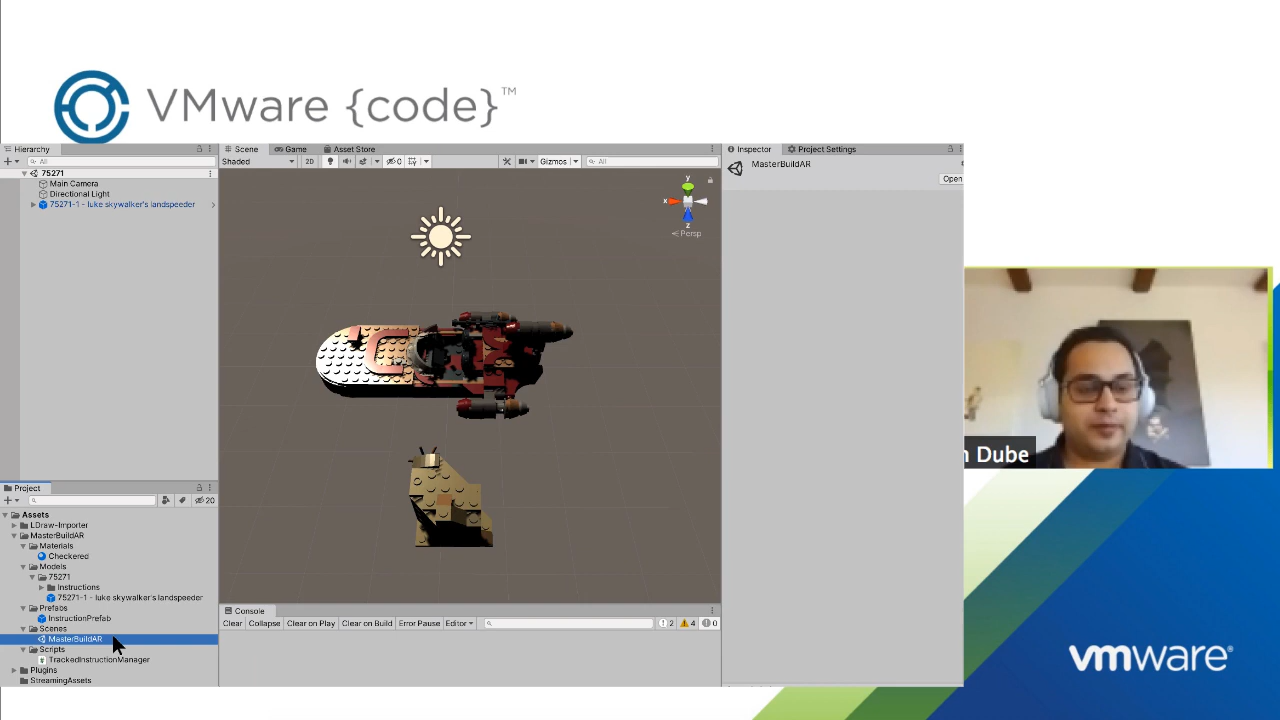 VMware {code}™
Hierarchy
All
75271
Main Camera
Directional Light
75271-1 - luke skywalker's landspeeder
Scene
Game
Asset Store
Shaded
2D
0
Gizmos
All
y
x
z
Persp
Inspector
Project Settings
MasterBuildAR
Open
Dube
Project
20
Assets
LDraw-Importer
MasterBuildAR
Materials
Checkered
Models
75271
Instructions
75271-1 - luke skywalker's landspeeder
Prefabs
InstructionPrefab
Scenes
MasterBuildAR
Scripts
TrackedInstructionManager
Plugins
StreamingAssets
Console
Clear Collapse Clear on Play Clear on Build Error Pause Editor
2 4 0
vmware®